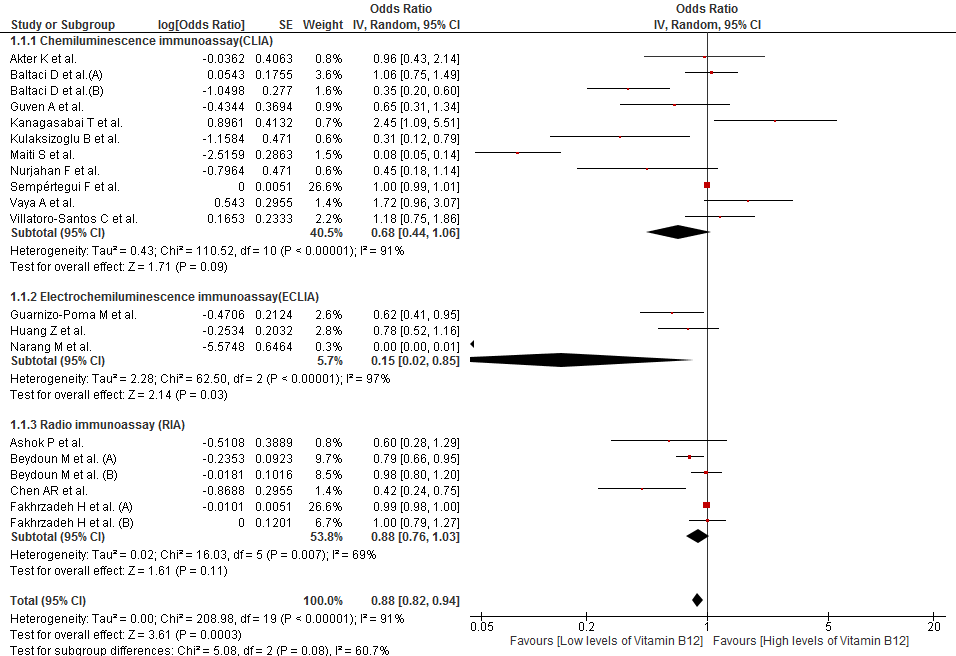 Odds Ratio Odds Ratio
Study or Subgroup log[Odds Ratio] SE Weight IV, Random, 95% CI IV, Random, 95% CI
1.1.1 Chemiluminescence immunoassay(CLIA)
Akter K et al. -0.0362 0.4063 0.8% 0.96 [0.43, 2.14]
Baltaci D et al.(A) 0.0543 0.1755 3.6% 1.06 [0.75, 1.49]
Baltaci D et al.(B) -1.0498 0.277 1.6% 0.35 [0.20, 0.60]
Guven A et al. -0.4344 0.3694 0.9% 0.65 [0.31, 1.34]
Kanagasabai T et al. 0.8961 0.4132 0.7% 2.45 [1.09, 5.51]
Kulaksizoglu B et al. -1.1584 0.471 0.6% 0.31 [0.12, 0.79]
Maiti S et al. -2.5159 0.2863 1.5% 0.08 [0.05, 0.14]
Nurjahan F et al. -0.7964 0.471 0.6% 0.45 [0.18, 1.14]
Sempértegui F et al. 0 0.0051 26.6% 1.00 [0.99, 1.01]
Vaya A et al. 0.543 0.2955 1.4% 1.72 [0.96, 3.07]
Villatoro-Santos C et al. 0.1653 0.2333 2.2% 1.18 [0.75, 1.86]
Subtotal (95% CI) 40.5% 0.68 [0.44, 1.06]
Heterogeneity: Tau² = 0.43; Chi² = 110.52, df = 10 (P < 0.00001); I² = 91%
Test for overall effect: Z = 1.71 (P = 0.09)
1.1.2 Electrochemiluminescence immunoassay(ECLIA)
Guarnizo-Poma M et al. -0.4706 0.2124 2.6% 0.62 [0.41, 0.95]
Huang Z et al. -0.2534 0.2032 2.8% 0.78 [0.52, 1.16]
Narang M et al. -5.5748 0.6464 0.3% 0.00 [0.00, 0.01]
Subtotal (95% CI) 5.7% 0.15 [0.02, 0.85]
Heterogeneity: Tau² = 2.28; Chi² = 62.50, df = 2 (P < 0.00001); I² = 97%
Test for overall effect: Z = 2.14 (P = 0.03)
1.1.3 Radio immunoassay (RIA)
Ashok P et al. -0.5108 0.3889 0.8% 0.60 [0.28, 1.29]
Beydoun M et al. (A) -0.2353 0.0923 9.7% 0.79 [0.66, 0.95]
Beydoun M et al. (B) -0.0181 0.1016 8.5% 0.98 [0.80, 1.20]
Chen AR et al. -0.8688 0.2955 1.4% 0.42 [0.24, 0.75]
Fakhrzadeh H et al. (A) -0.0101 0.0051 26.6% 0.99 [0.98, 1.00]
Fakhrzadeh H et al. (B) 0 0.1201 6.7% 1.00 [0.79, 1.27]
Subtotal (95% CI) 53.8% 0.88 [0.76, 1.03]
Heterogeneity: Tau² = 0.02; Chi² = 16.03, df = 5 (P = 0.007); I² = 69%
Test for overall effect: Z = 1.61 (P = 0.11)
Total (95% CI) 100.0% 0.88 [0.82, 0.94]
Heterogeneity: Tau² = 0.00; Chi² = 208.98, df = 19 (P < 0.00001); I² = 91%
Test for overall effect: Z = 3.61 (P = 0.0003)
Test for subgroup differences: Chi² = 5.08, df = 2 (P = 0.08), I² = 60.7%
0.05 0.2 1 5 20
Favours [Low levels of Vitamin B12] Favours [High levels of Vitamin B12]